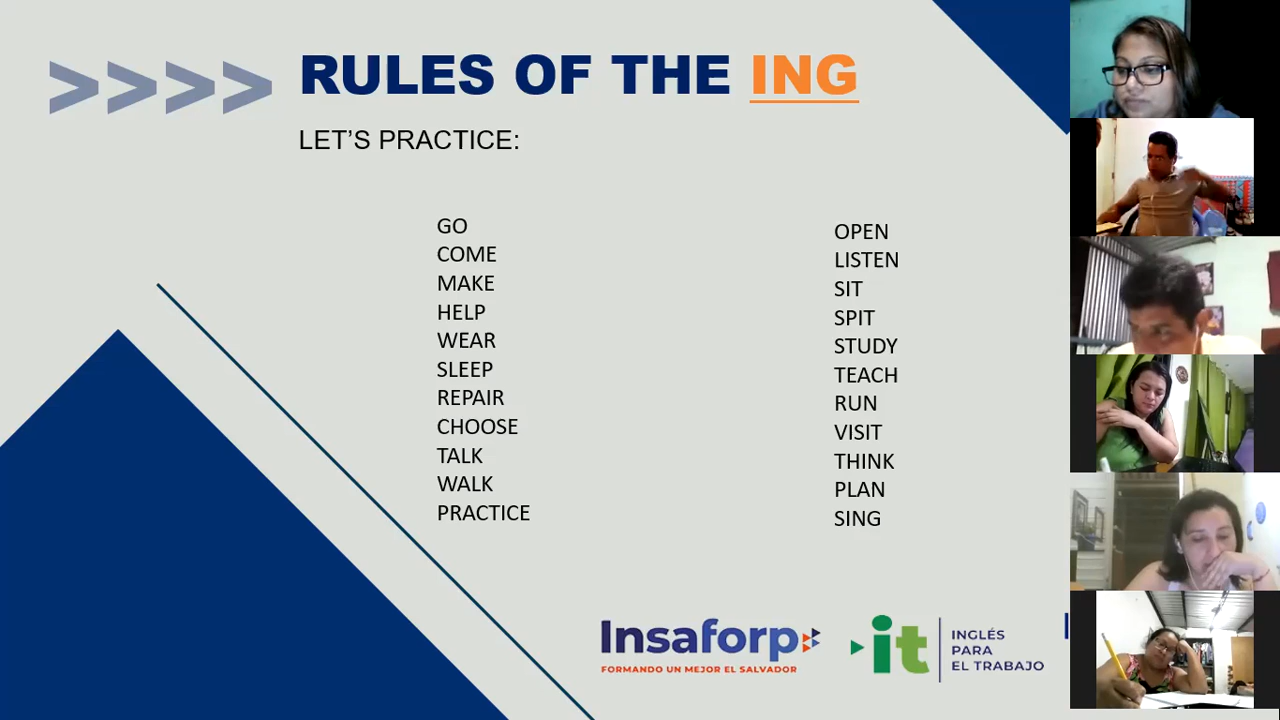 >>>> RULES OF THE ING
LET'S PRACTICE:
GO
COME
MAKE
HELP
WEAR
SLEEP
REPAIR
CHOOSE
TALK
WALK
PRACTICE
OPEN
LISTEN
SIT
SPIT
STUDY
TEACH
RUN
VISIT
THINK
PLAN
SING
Insaforp
FORMANDO UN MEJOR EL SALVADOR
it
INGLÉS
PARA
EL TRABAJO